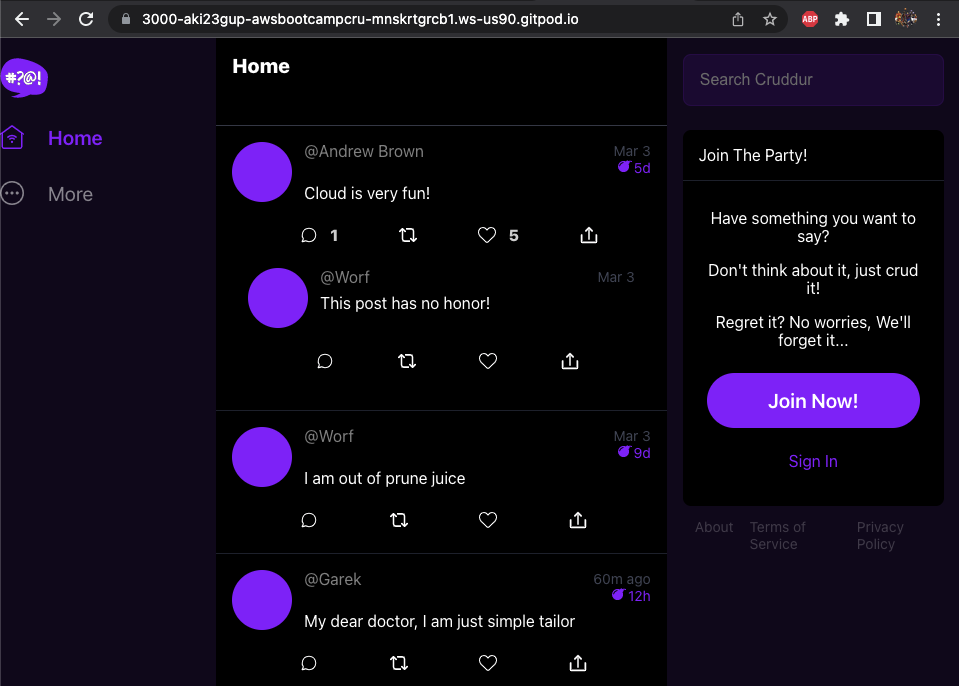 3000-aki23gup-awsbootcampcru-mnskrtgrcb1.ws-us90.gitpod.io
ABP
#?@!
Home
More
Home
@Andrew Brown
Mar 3
5d
Cloud is very fun!
1
5
@Worf
Mar 3
This post has no honor!
@Worf
Mar 3
9d
I am out of prune juice
@Garek
60m ago
12h
My dear doctor, I am just simple tailor
Search Cruddur
Join The Party!
Have something you want to
say?
Don't think about it, just crud
it!
Regret it? No worries, We'll
forget it...
Join Now!
Sign In
About
Terms of
Service
Privacy
Policy